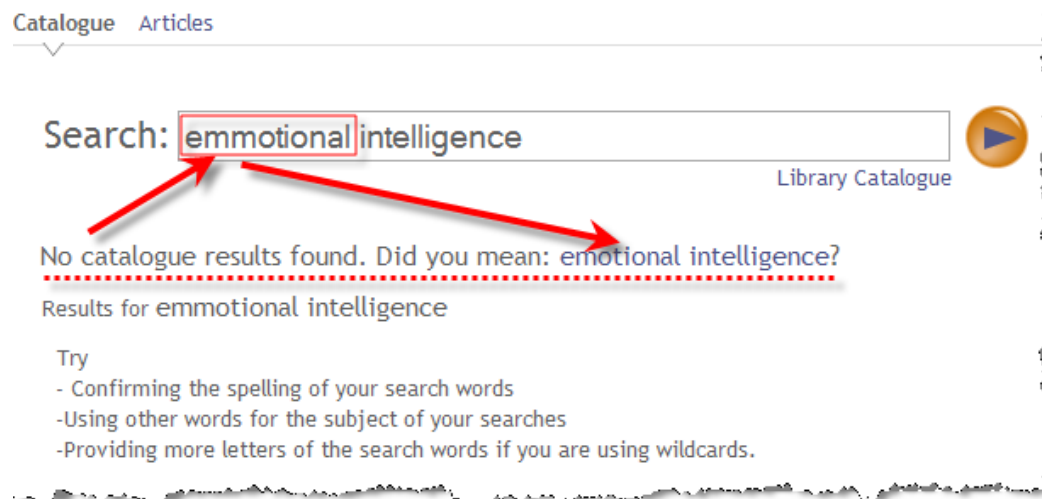 Catalogue Articles
Search: emmotional intelligence
Library Catalogue
No catalogue results found. Did you mean: emotional intelligence?
Results for emmotional intelligence
Try
- Confirming the spelling of your search words
-Using other words for the subject of your searches
-Providing more letters of the search words if you are using wildcards.